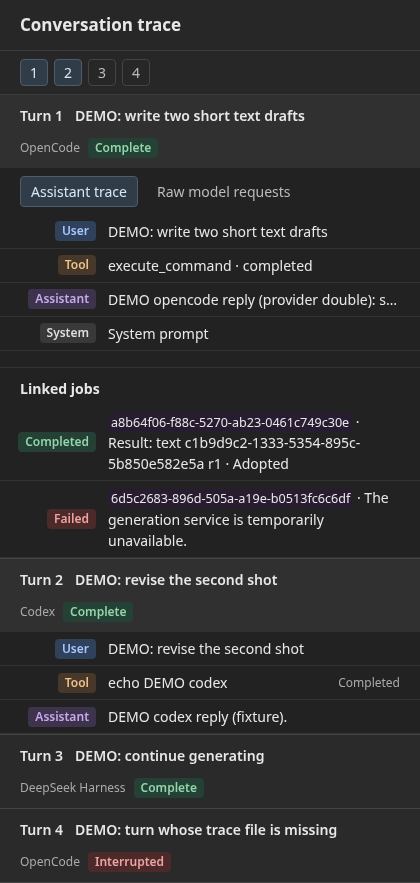 Conversation trace
1 2 3 4
Turn 1 DEMO: write two short text drafts
OpenCode Complete
Assistant trace Raw model requests
User DEMO: write two short text drafts
Tool execute_command · completed
Assistant DEMO opencode reply (provider double): s...
System System prompt
Linked jobs
a8b64f06-f88c-5270-ab23-0461c749c30e ·
Completed Result: text c1b9d9c2-1333-5354-895c-
5b850e582e5a r1 · Adopted
6d5c2683-896d-505a-a19e-b0513fc6c6df · The
Failed generation service is temporarily
unavailable.
Turn 2 DEMO: revise the second shot
Codex Complete
User DEMO: revise the second shot
Tool echo DEMO codex Completed
Assistant DEMO codex reply (fixture).
Turn 3 DEMO: continue generating
DeepSeek Harness Complete
Turn 4 DEMO: turn whose trace file is missing
OpenCode Interrupted